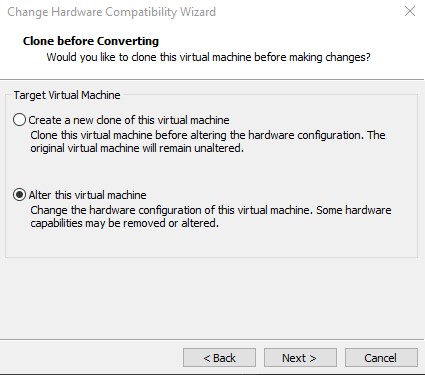 Change Hardware Compatibility Wizard
Clone before Converting
Would you like to clone this virtual machine before making changes?
Target Virtual Machine
Create a new clone of this virtual machine
Clone this virtual machine before altering the hardware configuration. The
original virtual machine will remain unaltered.
Alter this virtual machine
Change the hardware configuration of this virtual machine. Some hardware
capabilities may be removed or altered.
< Back Next > Cancel